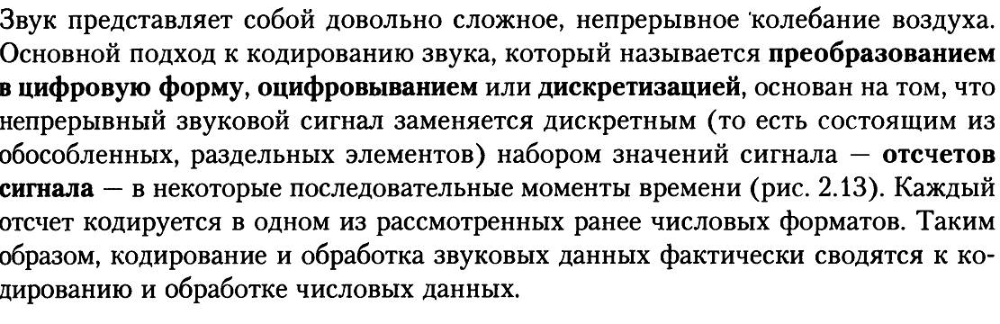 Звук представляет собой довольно сложное, непрерывное колебание воздуха.
Основной подход к кодированию звука, который называется преобразованием
в цифровую форму, оцифровыванием или дискретизацией, основан на том, что
непрерывный звуковой сигнал заменяется дискретным (то есть состоящим из
обособленных, раздельных элементов) набором значений сигнала — отсчетов
сигнала — в некоторые последовательные моменты времени (рис. 2.13). Каждый
отсчет кодируется в одном из рассмотренных ранее числовых форматов. Таким
образом, кодирование и обработка звуковых данных фактически сводятся к ко-
дированию и обработке числовых данных.